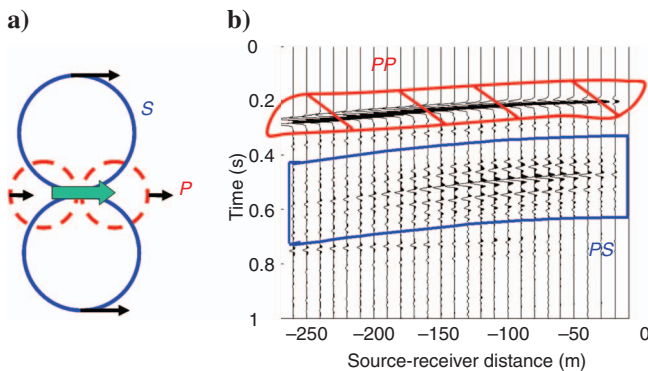 a)
S
P
b)
0
0.2
0.4
0.6
0.8
1
Time (s)
PP
PS
−250 −200 −150 −100 −50 0
Source-receiver distance (m)